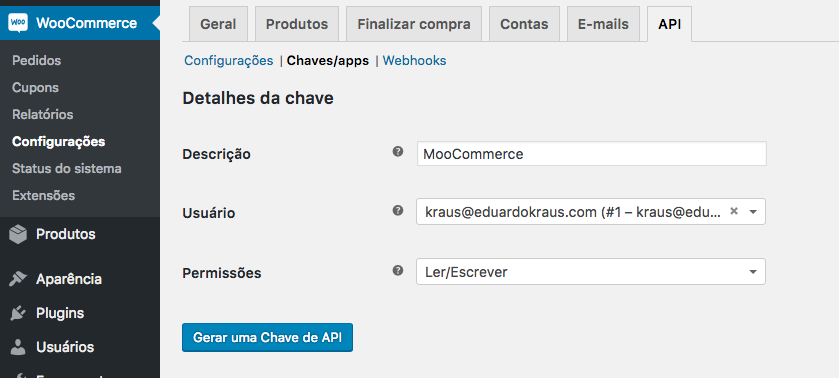 WooCommerce
Pedidos
Cupons
Relatórios
Configurações
Status do sistema
Extensões
Produtos
Aparência
Plugins
Usuários
Geral
Produtos
Finalizar compra
Contas
E-mails
API
Configurações | Chaves/apps | Webhooks
Detalhes da chave
Descrição ? MooCommerce
Usuário ? kraus@eduardokraus.com (#1 – kraus@edu... ×
Permissões ? Ler/Escrever
Gerar uma Chave de API